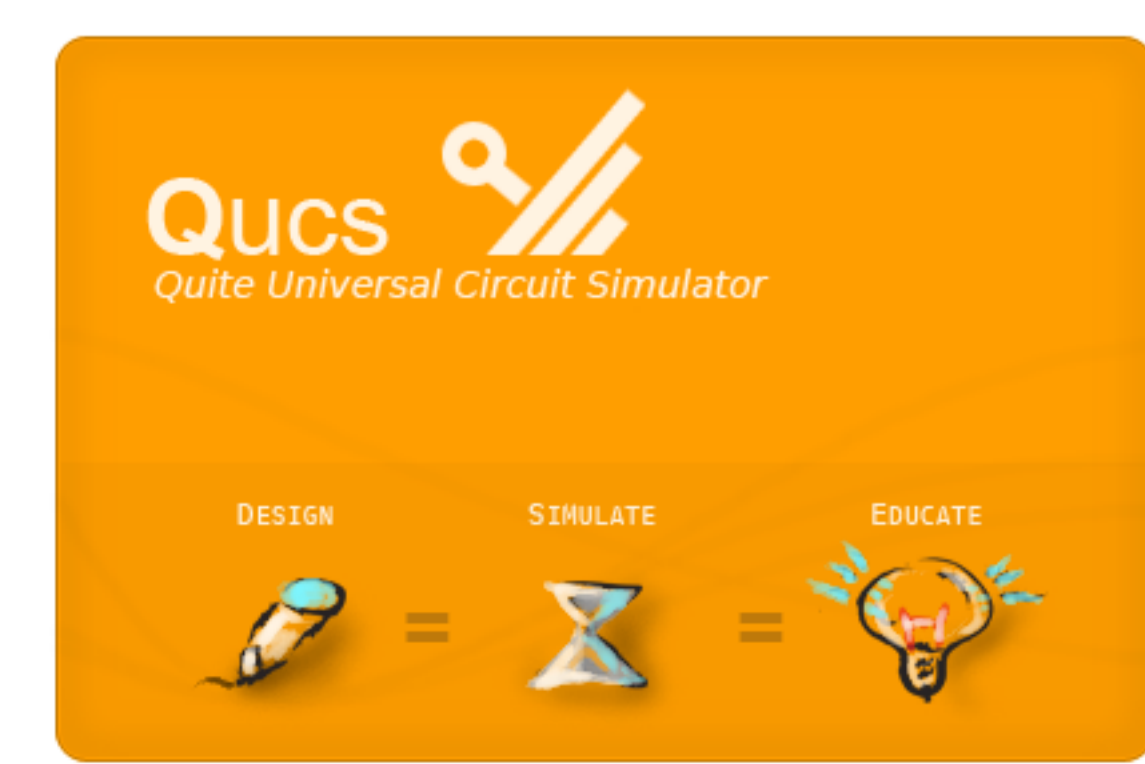 Qucs
Quite Universal Circuit Simulator
DESIGN SIMULATE EDUCATE
= =